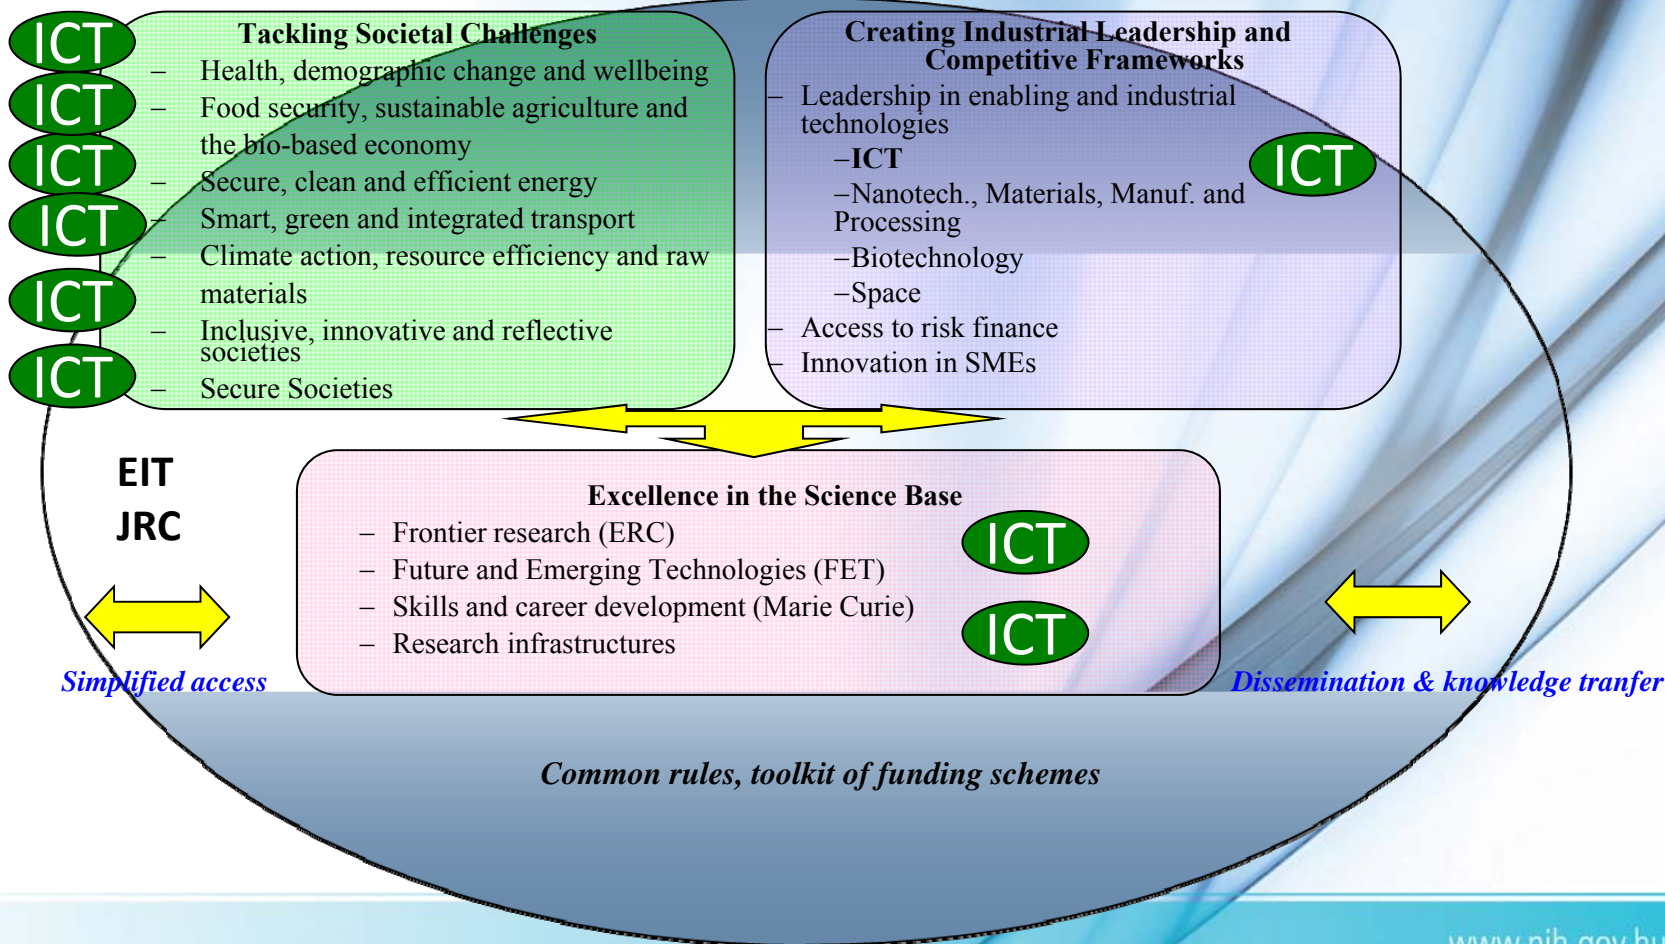 ICT
ICT
ICT
ICT
ICT
ICT
Tackling Societal Challenges
– Health, demographic change and wellbeing
– Food security, sustainable agriculture and
the bio-based economy
– Secure, clean and efficient energy
– Smart, green and integrated transport
– Climate action, resource efficiency and raw
materials
– Inclusive, innovative and reflective
societies
– Secure Societies
Creating Industrial Leadership and
Competitive Frameworks
– Leadership in enabling and industrial
technologies
–ICT
–Nanotech., Materials, Manuf. and
Processing
–Biotechnology
–Space
– Access to risk finance
– Innovation in SMEs
ICT
EIT
JRC
Excellence in the Science Base
– Frontier research (ERC)
– Future and Emerging Technologies (FET)
– Skills and career development (Marie Curie)
– Research infrastructures
ICT
ICT
Simplified access
Dissemination & knowledge tranfer
Common rules, toolkit of funding schemes
www.nih.gov.hu